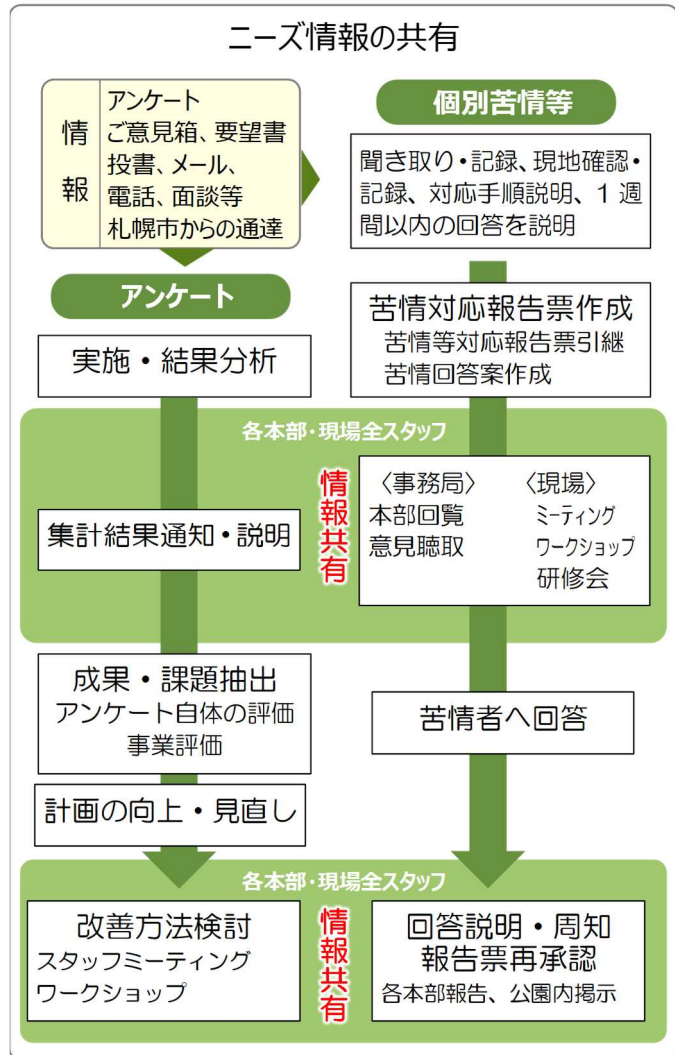 ニーズ情報の共有
情報
アンケート
ご意見箱、要望書
投書、メール、
電話、面談等
札幌市からの通達
個別苦情等
聞き取り・記録、現地確認・
記録、対応手順説明、1 週
間以内の回答を説明
アンケート
実施・結果分析
苦情対応報告票作成
苦情等対応報告票引継
苦情回答案作成
各本部・現場全スタッフ
集計結果通知・説明
情報共有
〈事務局〉
本部回覧
意見聴取
〈現場〉
ミーティング
ワークショップ
研修会
成果・課題抽出
アンケート自体の評価
事業評価
計画の向上・見直し
苦情者へ回答
各本部・現場全スタッフ
改善方法検討
スタッフミーティング
ワークショップ
情報共有
回答説明・周知
報告票再承認
各本部報告、公園内掲示